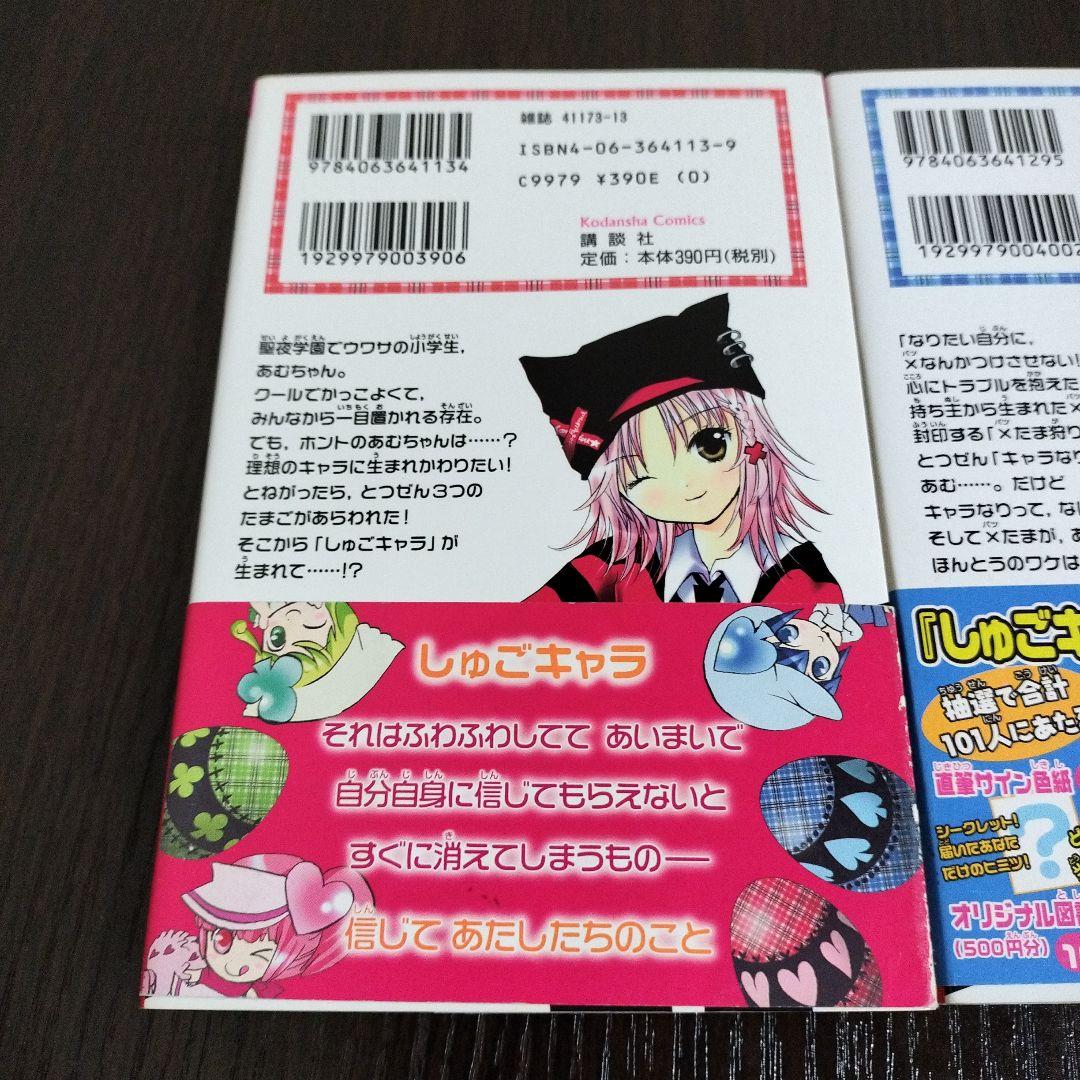 雑誌 41173-13
ISBN4-06-364113-9
C9979 ¥390E (0)
9784063641134
1929979003906
Kodansha Comics
講談社
定価:本体390円(税別)
聖夜学園でウワサの小学生,
あむちゃん。
クールでかっこよくて,
みんなから一目置かれる存在。
でも,ホントのあむちゃんは……?
理想のキャラに生まれかわりたい!
とねがったら,とつぜん3つの
たまごがあらわれた!
そこから「しゅごキャラ」が
生まれて……!?
しゅごキャラ
それはふわふわしてて あいまいで
自分自身に信じてもらえないと
すぐに消えてしまうもの──
信じて あたしたちのこと
9784063641295
192997900400
「なりたい自分に,
×なんかつけさせない!
心にトラブルを抱えた
持ち主から生まれた×
封印する「×たま狩り
とつぜん「キャラなり
あむ……。だけど
キャラなりって,な
そして×たまが,あ
ほんとうのワケは
『しゅごキ
抽選で合計
101人にあた
直筆サイン色紙
シークレット!
届いたあなた
だけのヒミツ!
?
オリジナル図
(500円分)